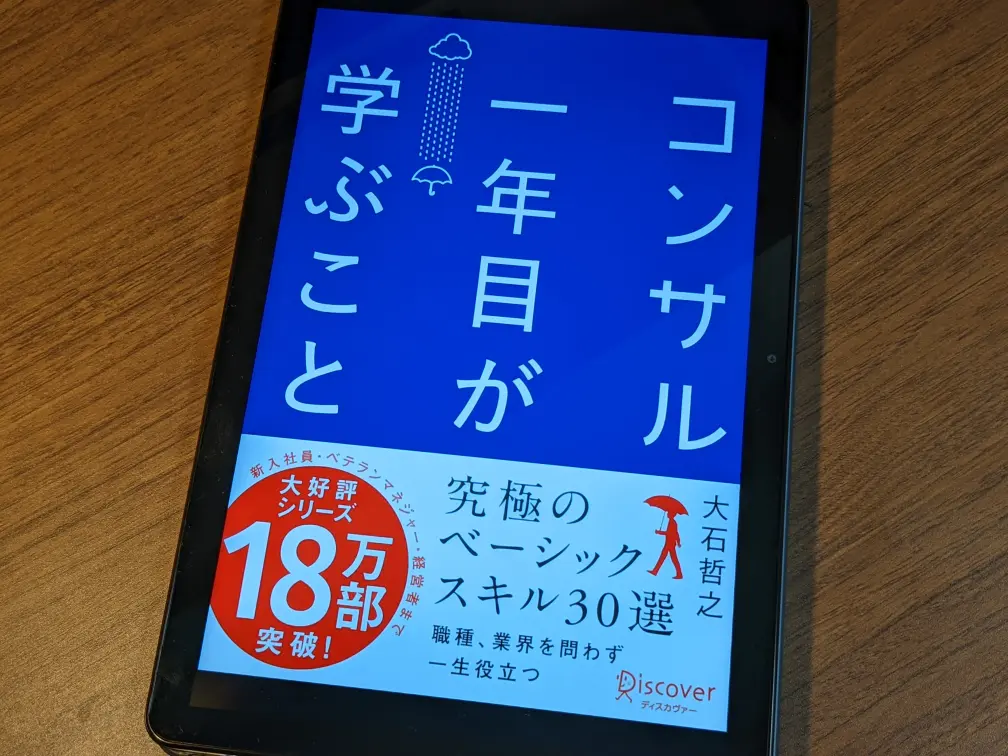 コンサル
一年目が
学ぶこと
大石哲之
究極の
ベーシック
スキル30選
職種、業界を問わず
一生役立つ
新入社員・ベテランマネジャー・経営者まで
大好評
シリーズ
18万部
突破！
Discover
ディスカヴァー